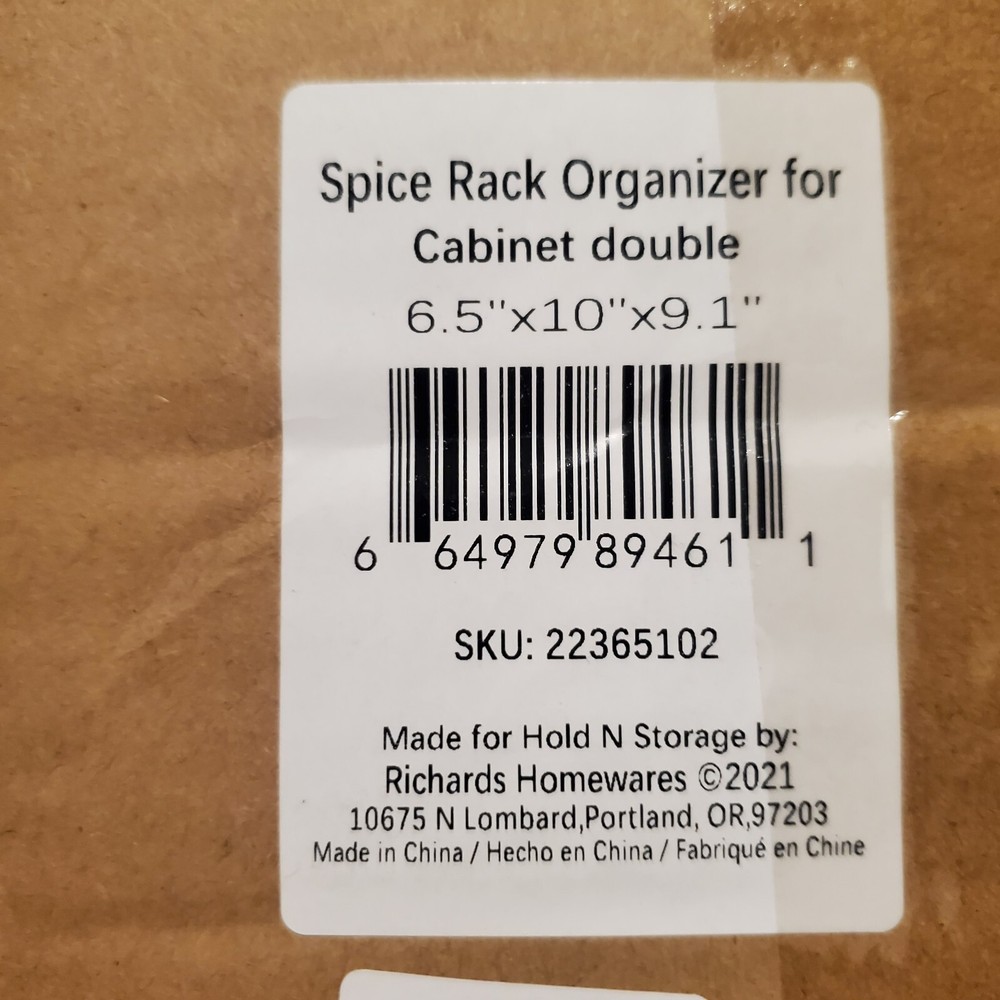 Spice Rack Organizer for
Cabinet double
6.5"x10"x9.1"
6 64979 89461 1
SKU: 22365102
Made for Hold N Storage by:
Richards Homewares ©2021
10675 N Lombard,Portland, OR,97203
Made in China / Hecho en China / Fabriqué en Chine